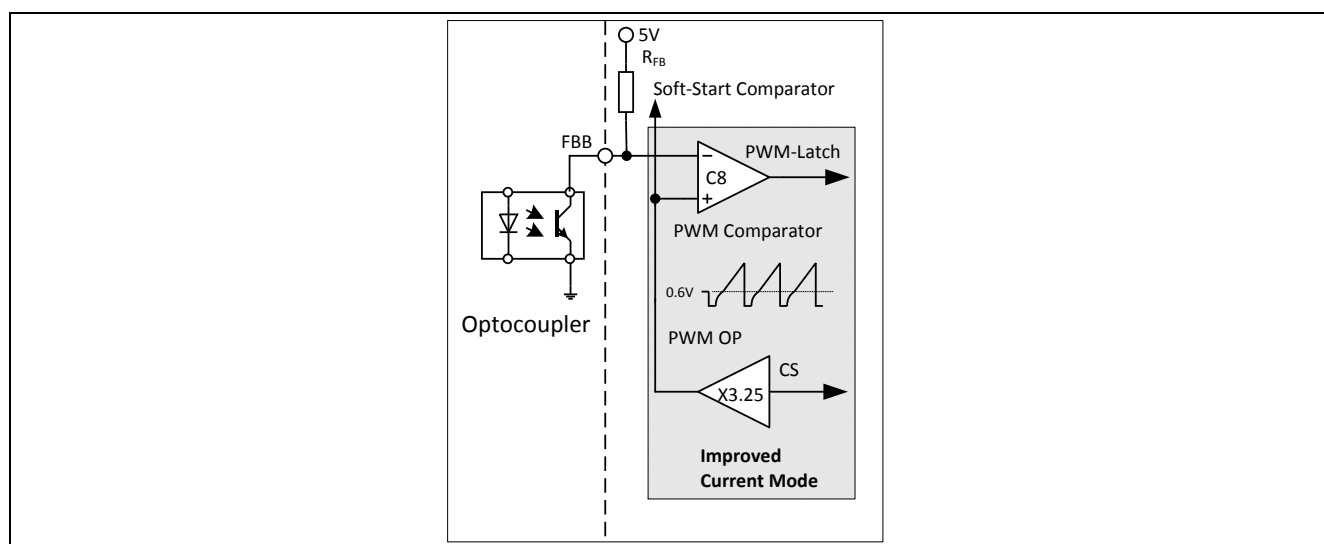 5V
RFB
Soft-Start Comparator
FBB
PWM-Latch
−
C8
+
PWM Comparator
0.6V
Optocoupler
PWM OP
CS
X3.25
Improved
Current Mode